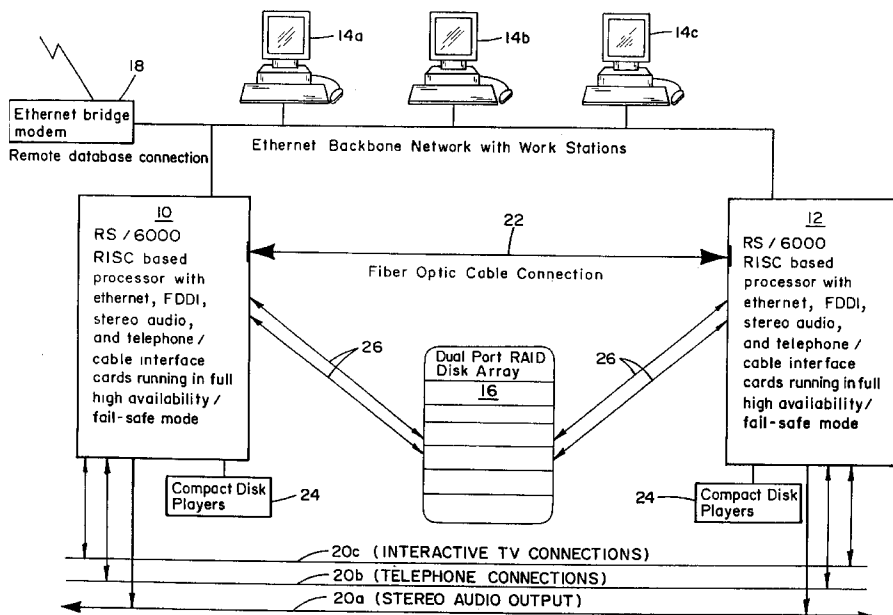 14a
14b
14c
18
Ethernet bridge
modem
Remote database connection
Ethernet Backbone Network with Work Stations
10
RS/6000
RISC based
processor with
ethernet, FDDI,
stereo audio,
and telephone/
cable interface
cards running in full
high availability/
fail-safe mode
22
Fiber Optic Cable Connection
12
RS/6000
RISC based
processor with
ethernet, FDDI,
stereo audio,
and telephone/
cable interface
cards running in full
high availability/
fail-safe mode
26
Dual Port RAID
Disk Array
16
26
Compact Disk
Players
24
24
Compact Disk
Players
20c (INTERACTIVE TV CONNECTIONS)
20b (TELEPHONE CONNECTIONS)
20a (STEREO AUDIO OUTPUT)